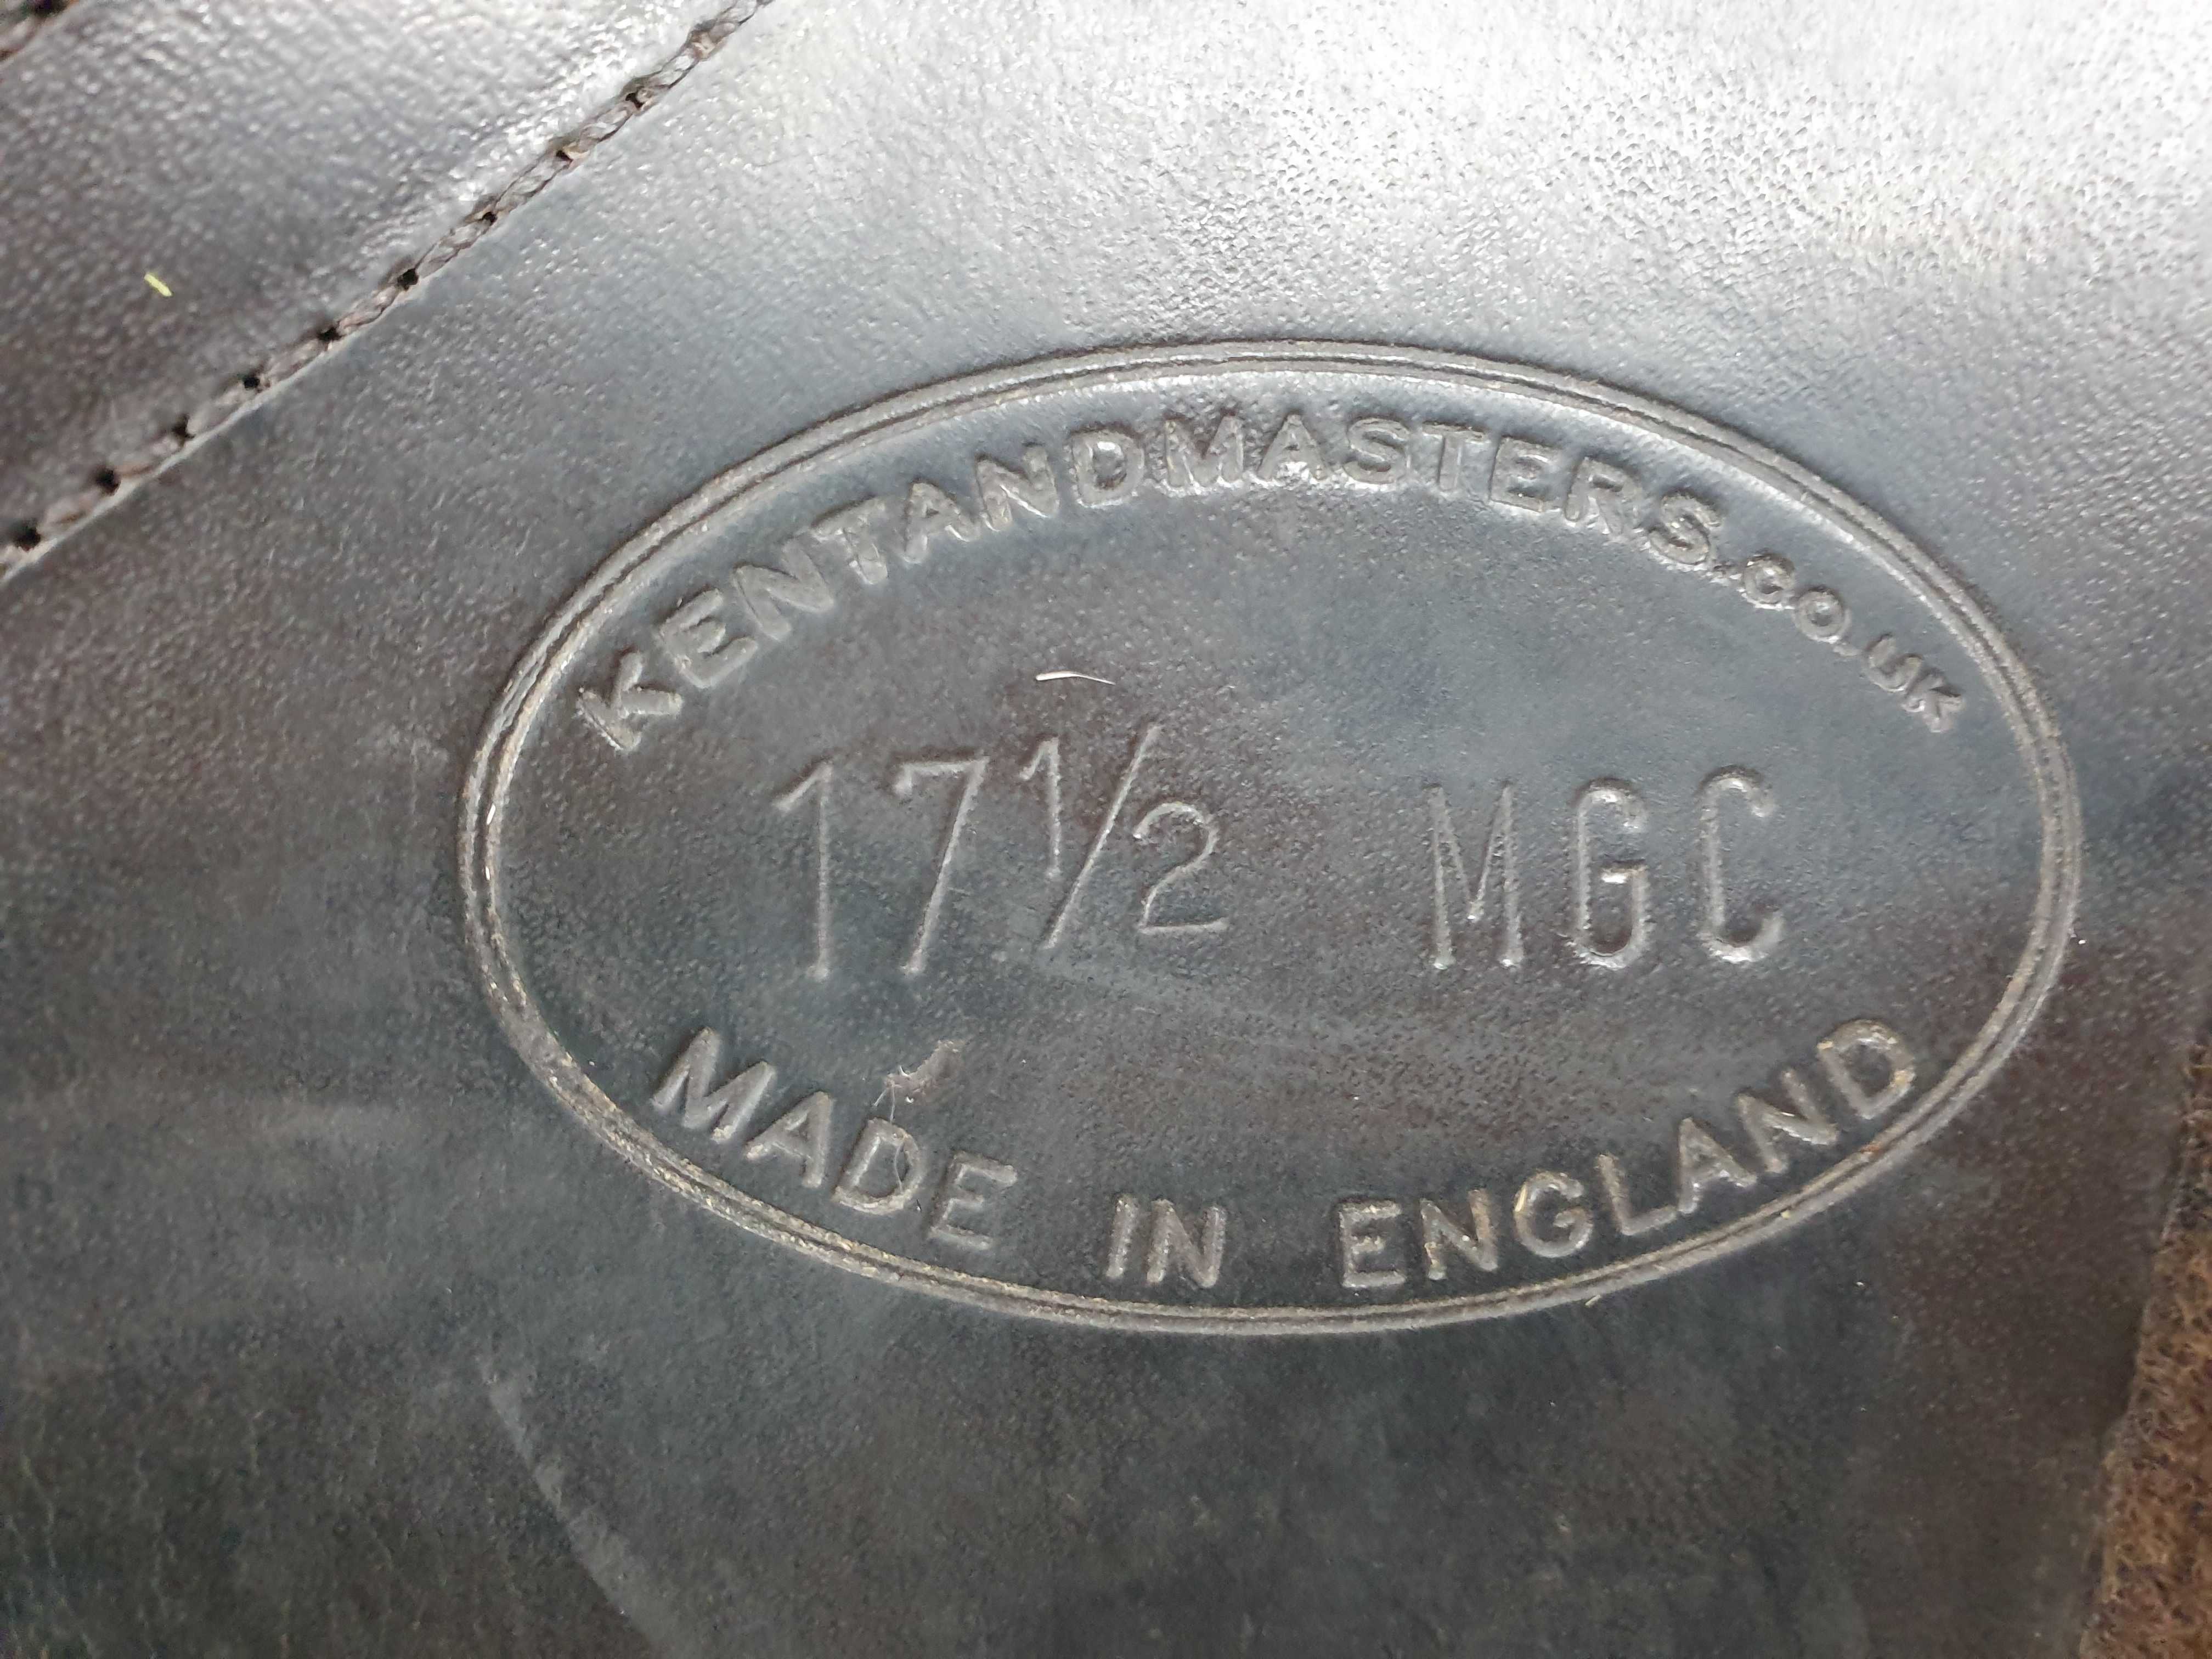 KENTANDMASTERS.CO.UK
17½ MGC
MADE IN ENGLAND